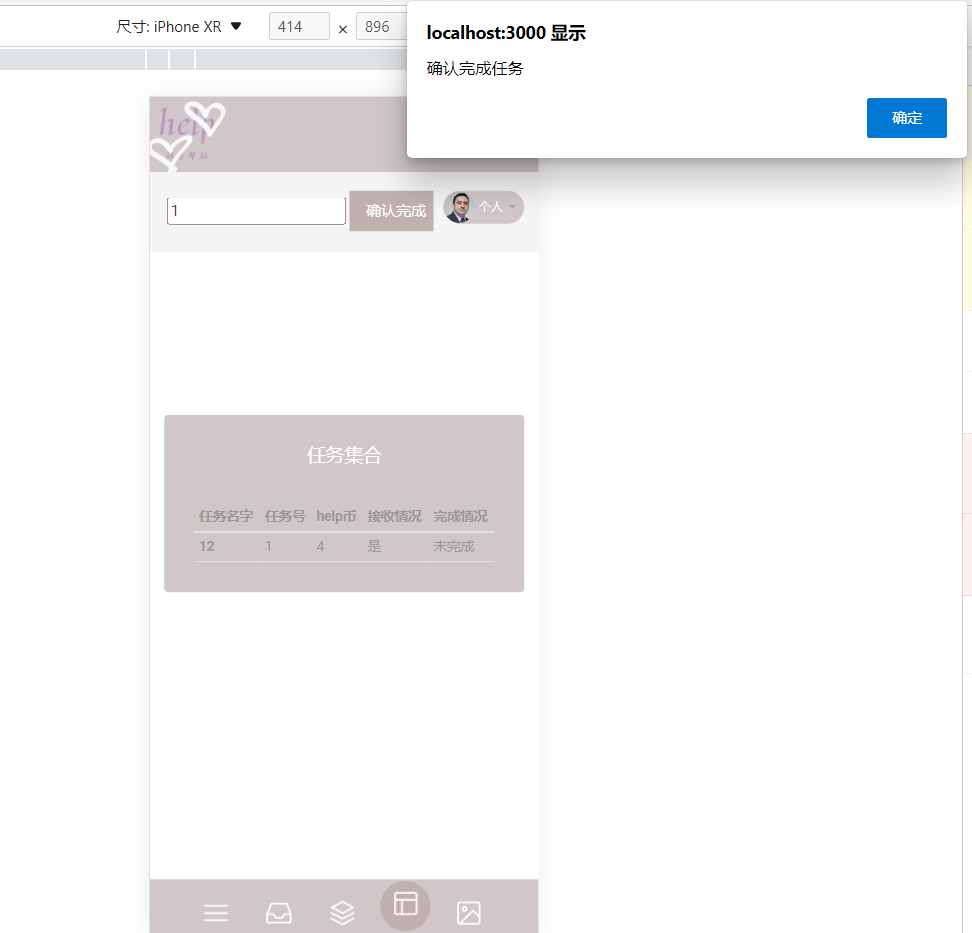 尺寸: iPhone XR
414 × 896
localhost:3000 显示
确认完成任务
确定
help
1
确认完成
个人
任务集合
任务名字 任务号 help币 接收情况 完成情况
12 1 4 是 未完成